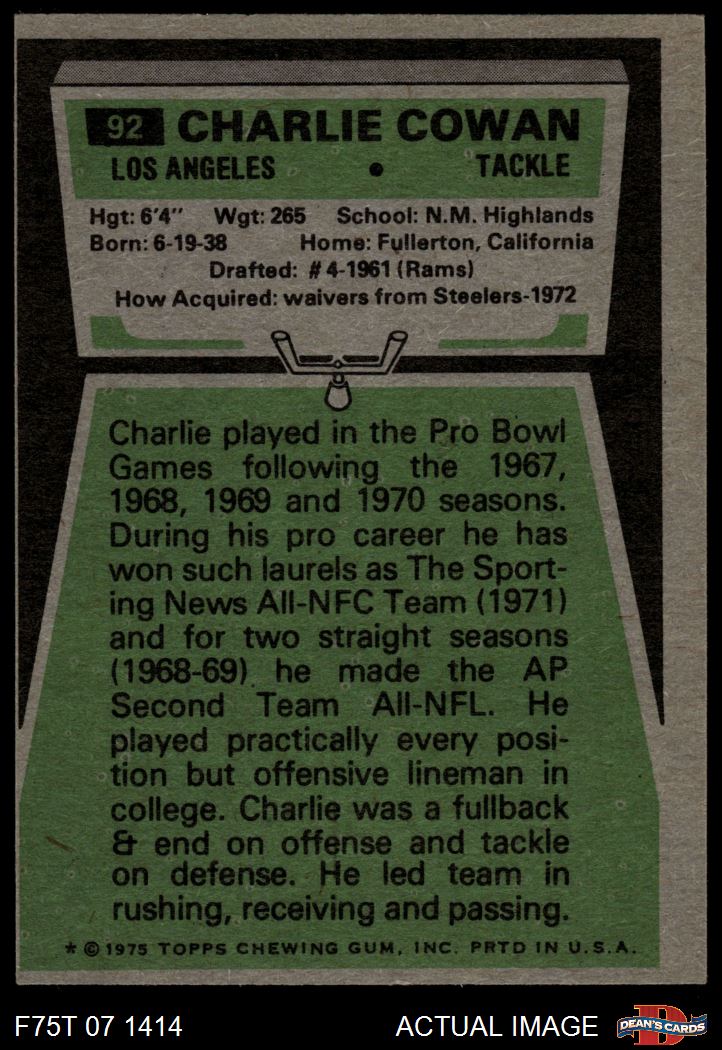 92 CHARLIE COWAN
LOS ANGELES • TACKLE
Hgt: 6'4" Wgt: 265 School: N.M. Highlands
Born: 6-19-38 Home: Fullerton, California
Drafted: #4-1961 (Rams)
How Acquired: waivers from Steelers-1972
Charlie played in the Pro Bowl
Games following the 1967,
1968, 1969 and 1970 seasons.
During his pro career he has
won such laurels as The Sport-
ing News All-NFC Team (1971)
and for two straight seasons
(1968-69) he made the AP
Second Team All-NFL. He
played practically every posi-
tion but offensive lineman in
college. Charlie was a fullback
& end on offense and tackle
on defense. He led team in
rushing, receiving and passing.
* © 1975 TOPPS CHEWING GUM, INC. PRTD IN U.S.A.
F75T 07 1414 ACTUAL IMAGE D DEAN'S CARDS